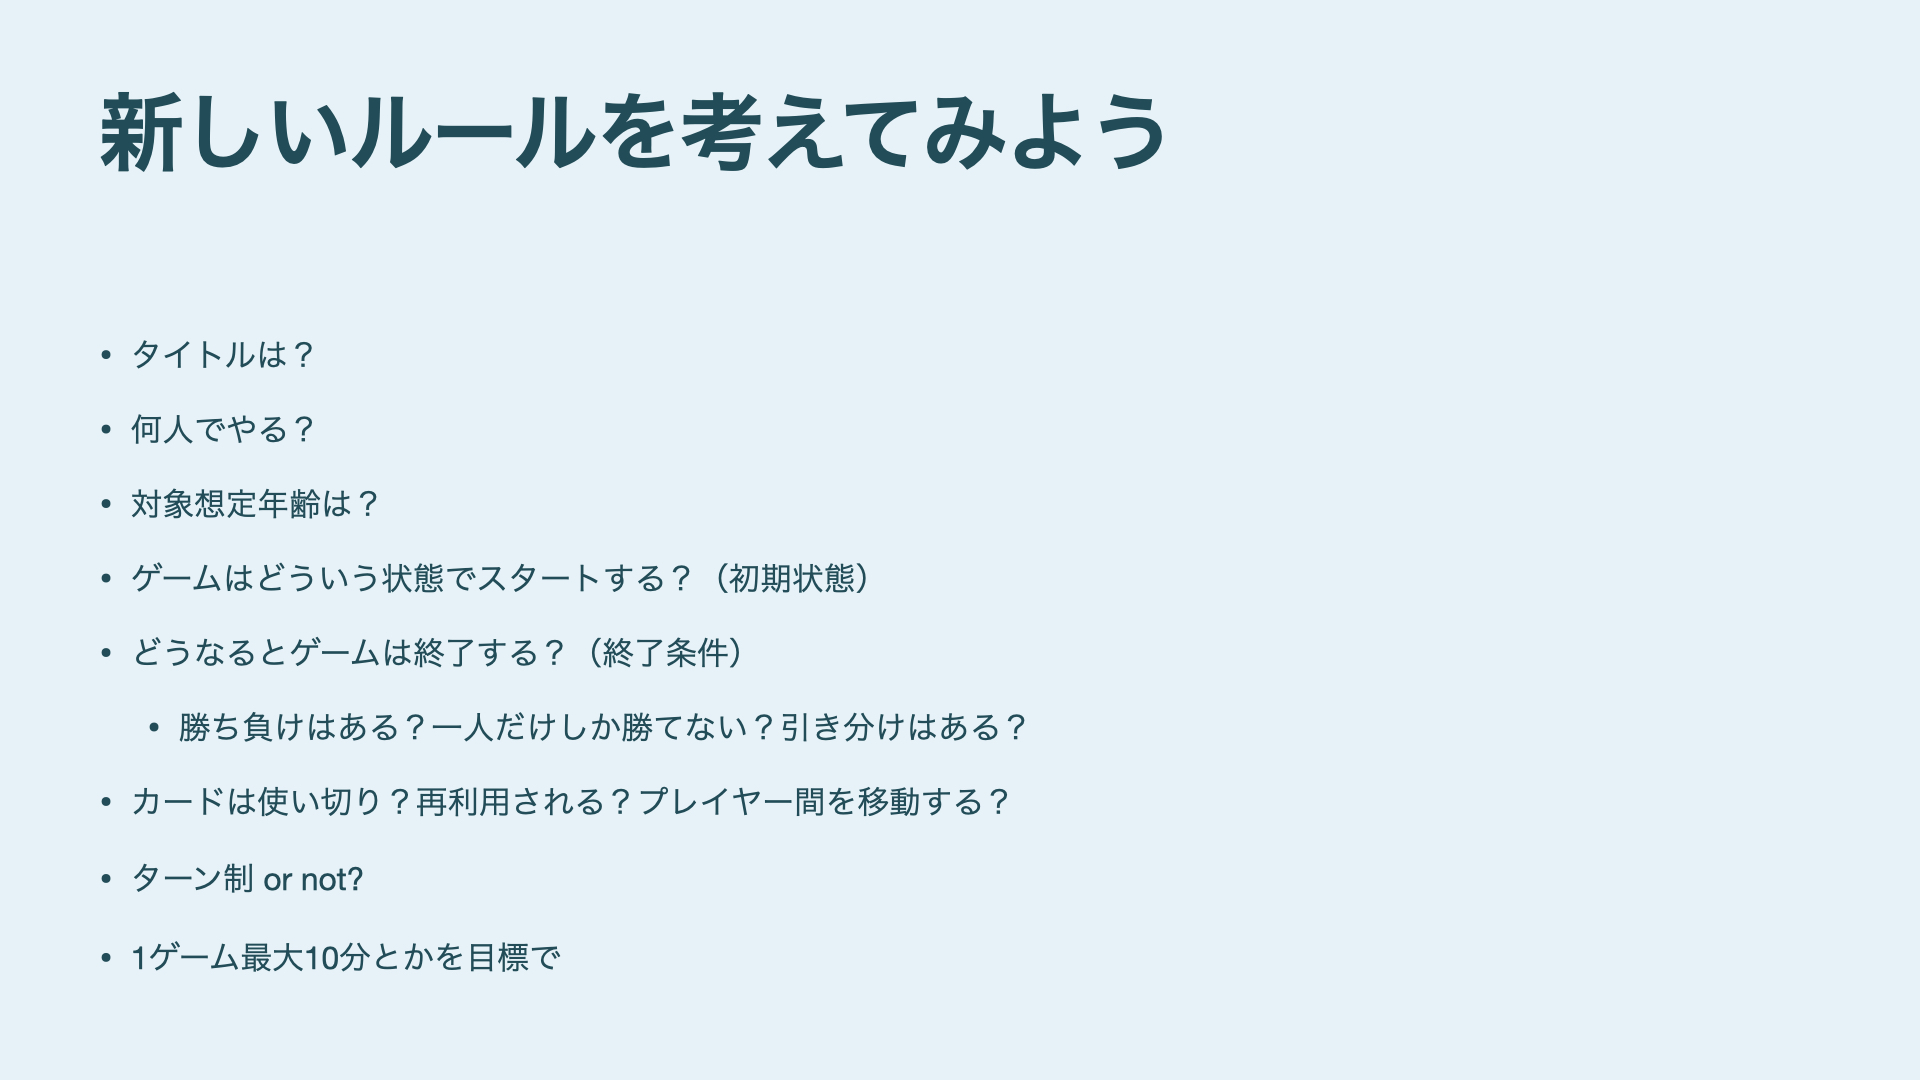 新しいルールを考えてみよう
• タイトルは？
• 何人でやる？
• 対象想定年齢は？
• ゲームはどういう状態でスタートする？（初期状態）
• どうなるとゲームは終了する？（終了条件）
• 勝ち負けはある？一人だけしか勝てない？引き分けはある？
• カードは使い切り？再利用される？プレイヤー間を移動する？
• ターン制 or not?
• 1ゲーム最大10分とかを目標で